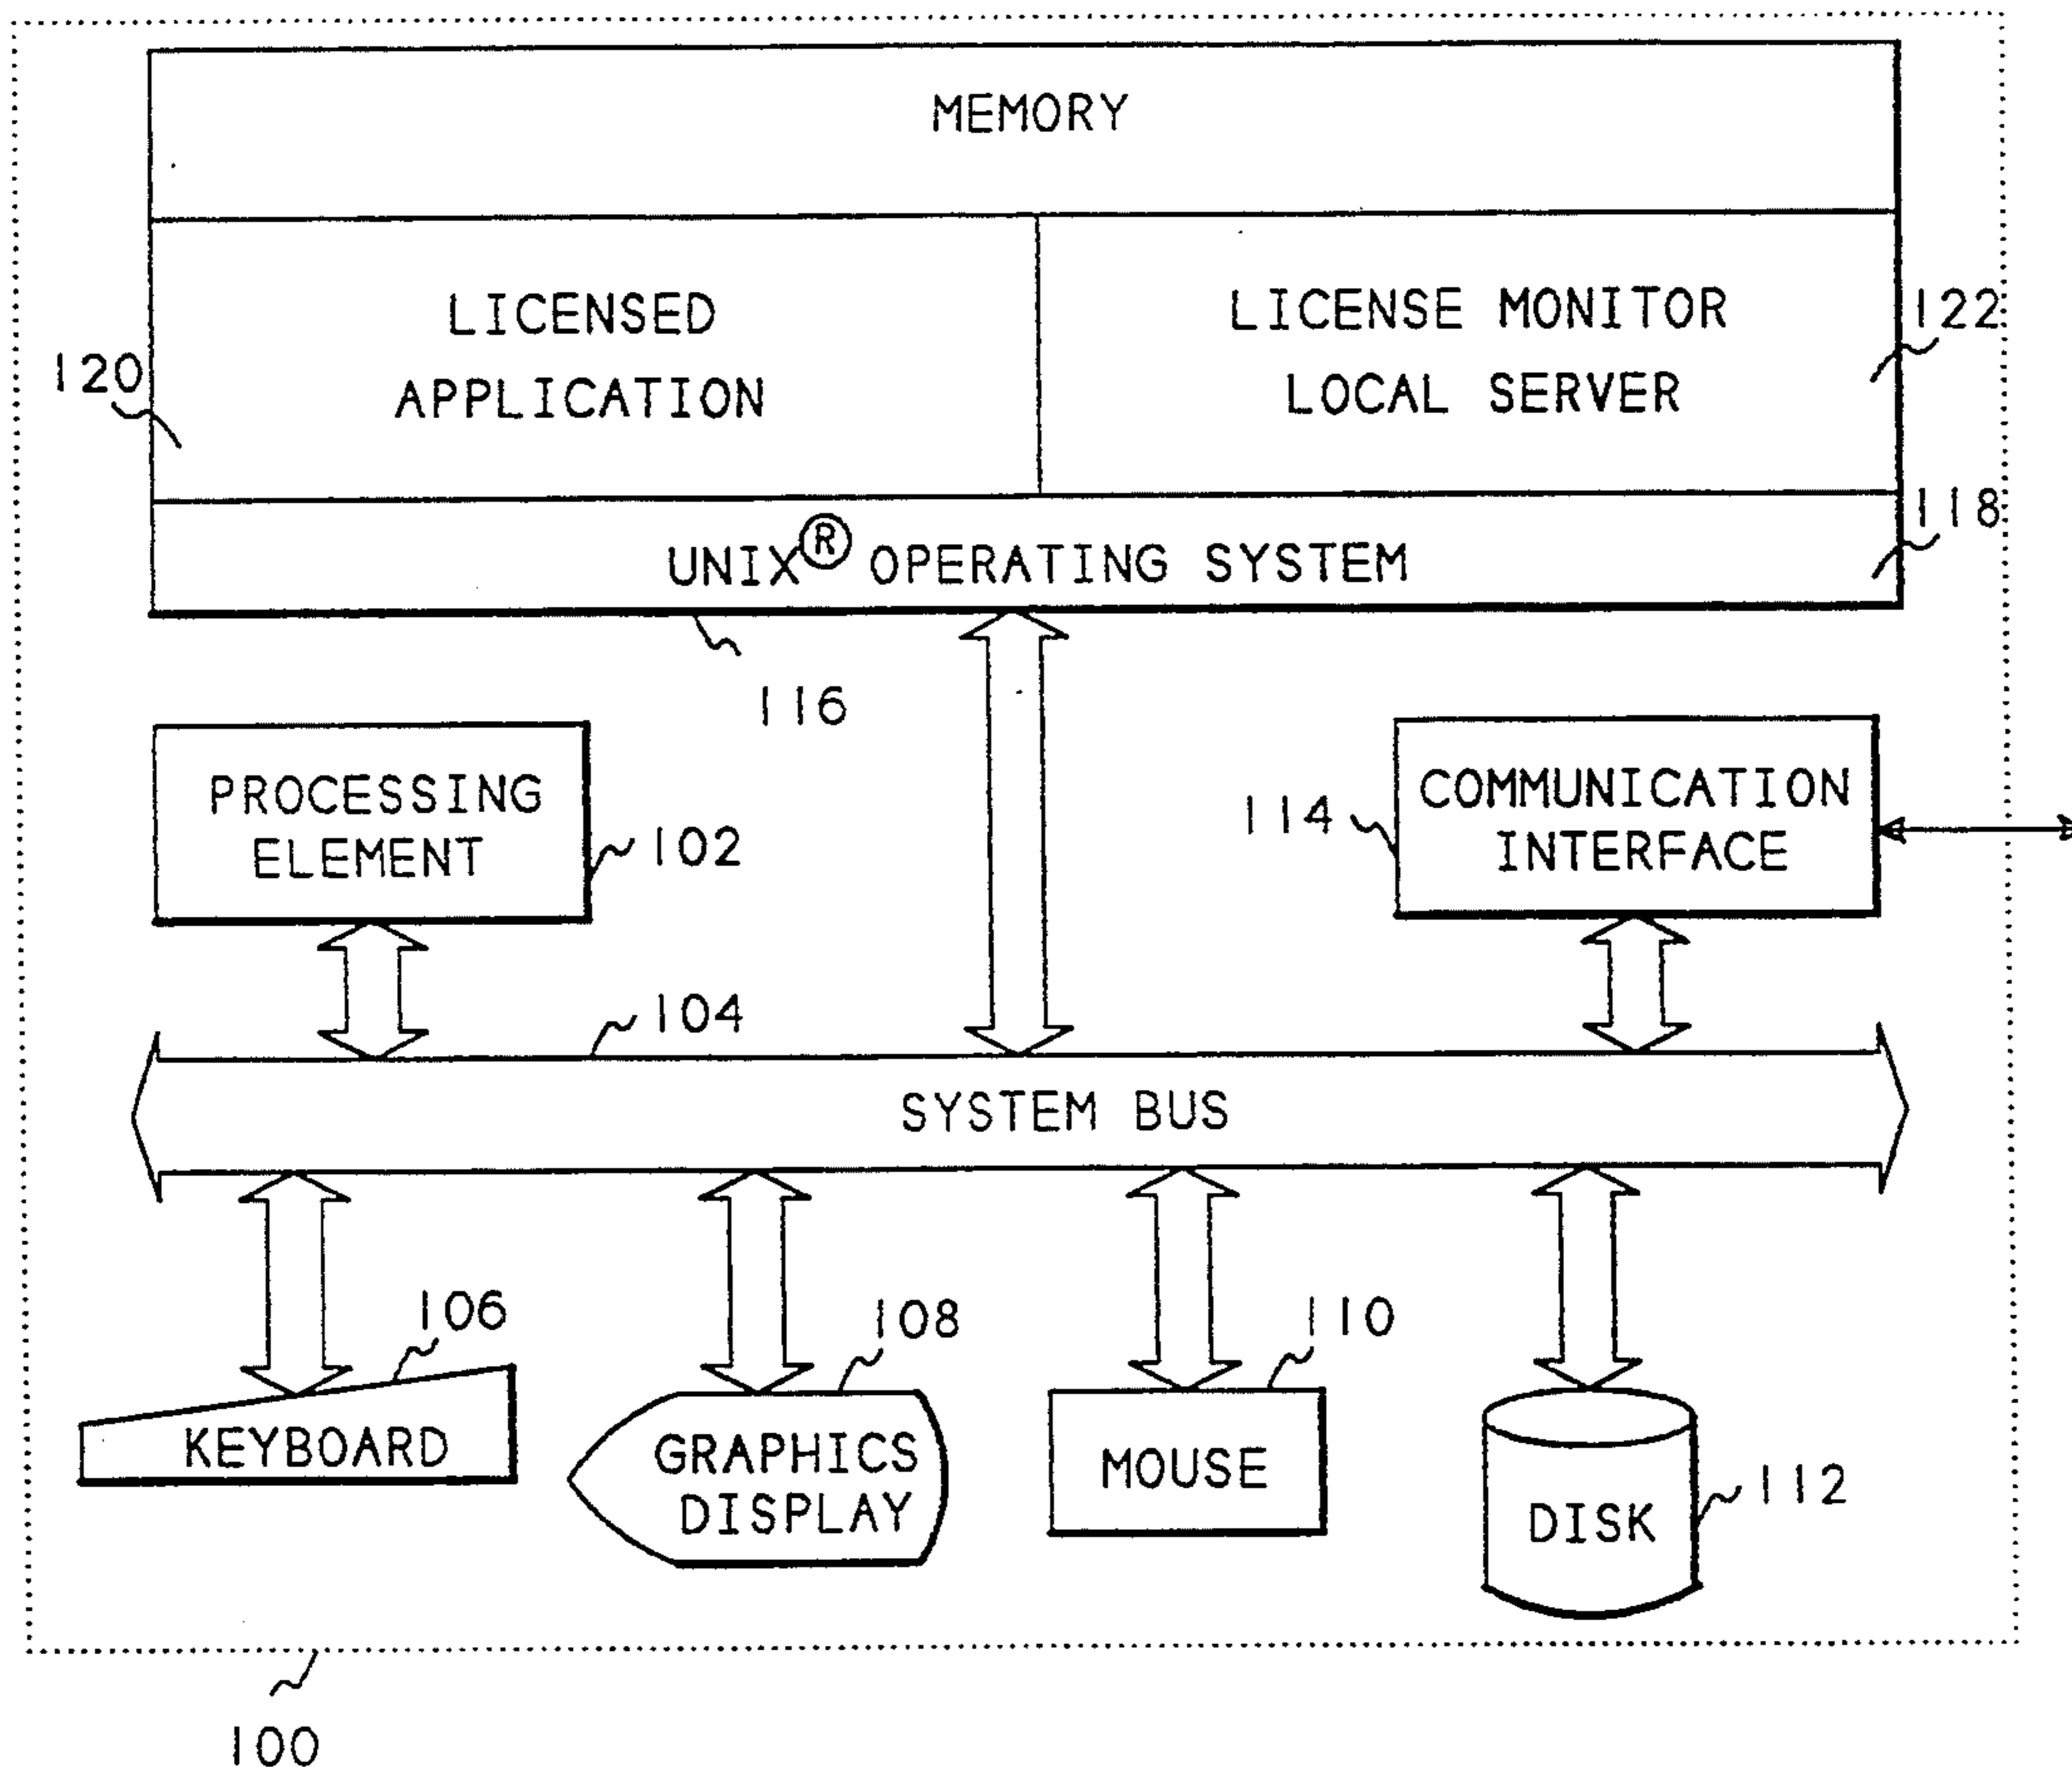 MEMORY
LICENSED
APPLICATION
120
LICENSE MONITOR
LOCAL SERVER
122
UNIX® OPERATING SYSTEM
118
116
PROCESSING
ELEMENT
102
COMMUNICATION
INTERFACE
114
104
SYSTEM BUS
106
KEYBOARD
108
GRAPHICS
DISPLAY
110
MOUSE
112
DISK
100